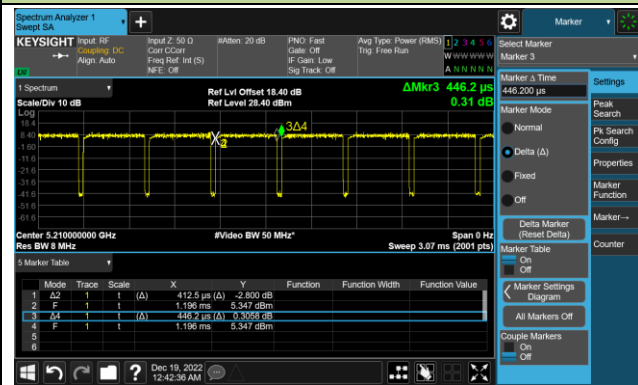 Spectrum Analyzer 1
Swept SA
Marker
KEYSIGHT
Input: RF
Coupling: DC
Align: Auto
Input Z: 50 Ω
Corr CCorr
Freq Ref: Int (S)
NFE: Off
#Atten: 20 dB
PNO: Fast
Gate: Off
IF Gain: Low
Sig Track: Off
Avg Type: Power (RMS)
Trig: Free Run
1 2 3 4 5 6
W W W W W W
A N N N N N
Select Marker
Marker 3
1 Spectrum
Scale/Div 10 dB
Log
Ref Lvl Offset 18.40 dB
Ref Level 28.40 dBm
ΔMkr3 446.2 µs
0.31 dB
18.4
8.40
-1.60
-11.6
-21.6
-31.6
-41.6
-51.6
-61.6
3Δ4
2
Center 5.210000000 GHz
Res BW 8 MHz
#Video BW 50 MHz*
Span 0 Hz
Sweep 3.07 ms (2001 pts)
5 Marker Table
Mode Trace Scale X Y Function Function Width Function Value
1 Δ2 1 t (Δ) 412.5 µs (Δ) -2.800 dB
2 F 1 t 1.196 ms 5.347 dBm
3 Δ4 1 t (Δ) 446.2 µs (Δ) 0.3058 dB
4 F 1 t 1.196 ms 5.347 dBm
5
6
Dec 19, 2022
12:42:36 AM
Marker Δ Time
446.200 µs
Marker Mode
Normal
Delta (Δ)
Fixed
Off
Delta Marker
(Reset Delta)
Marker Table
On
Off
Marker Settings
Diagram
All Markers Off
Couple Markers
On
Off
Settings
Peak
Search
Pk Search
Config
Properties
Marker
Function
Marker→
Counter